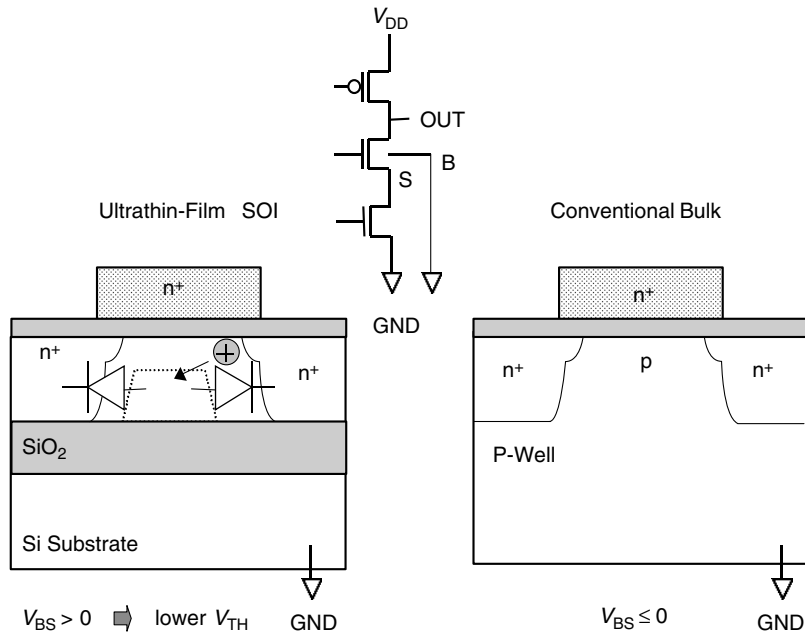 V_DD
OUT
B
S
Ultrathin-Film SOI
Conventional Bulk
GND
n+
n+
n+
+
n+
SiO2
Si Substrate
GND
V_BS > 0 lower V_TH
n+
p
n+
P-Well
V_BS ≤ 0
GND